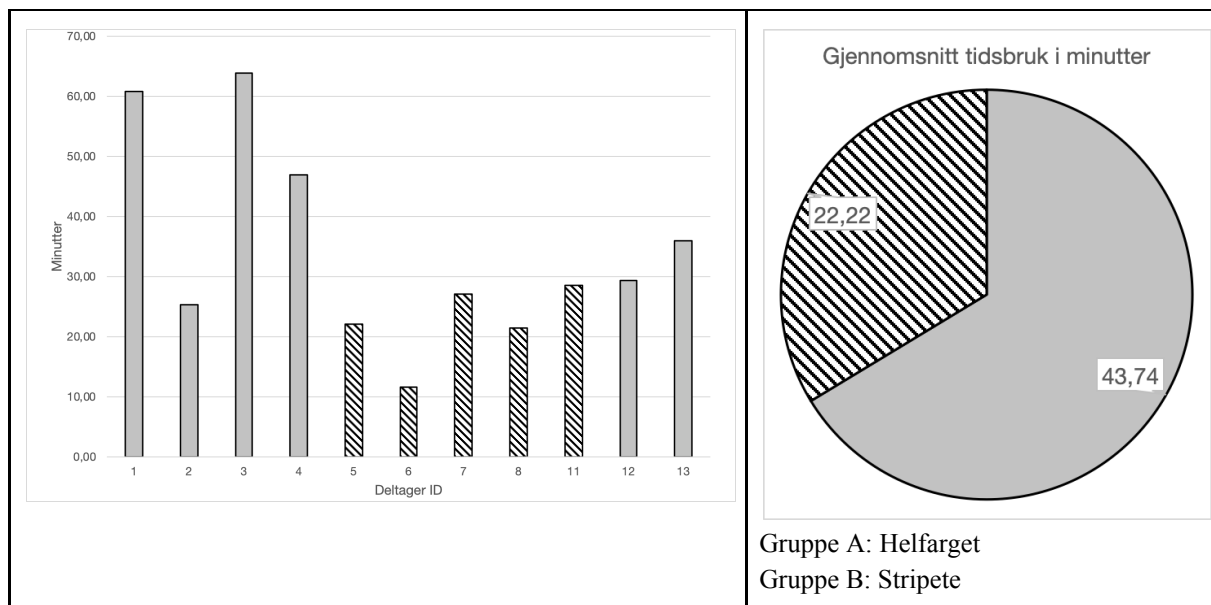 70,00
60,00
50,00
40,00
30,00
20,00
10,00
0,00
Minutter
1 2 3 4 5 6 7 8 11 12 13
Deltager ID
Gjennomsnitt tidsbruk i minutter
22,22
43,74
Gruppe A: Helfarget
Gruppe B: Stripete